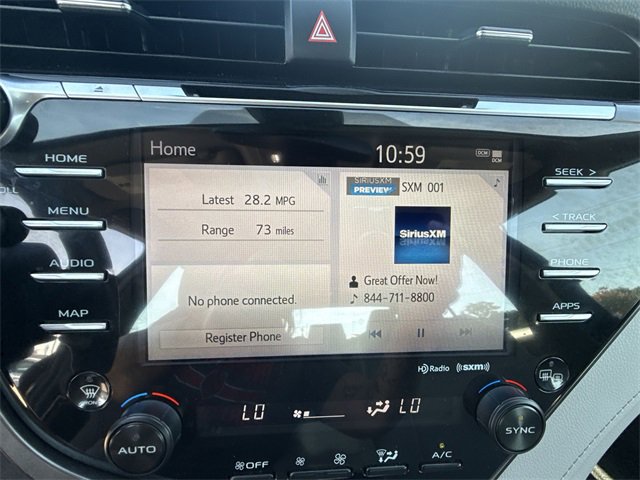 Home
10:59
DCM
DCM
HOME
MENU
AUDIO
MAP
SEEK >
< TRACK
PHONE
APPS
Latest 28.2 MPG
Range 73 miles
No phone connected.
Register Phone
SIRIUSXM
PREVIEW
SXM 001
SiriusXM
Great Offer Now!
844-711-8800
HD Radio
((sxm))
LO
LO
AUTO
SYNC
OFF
A/C